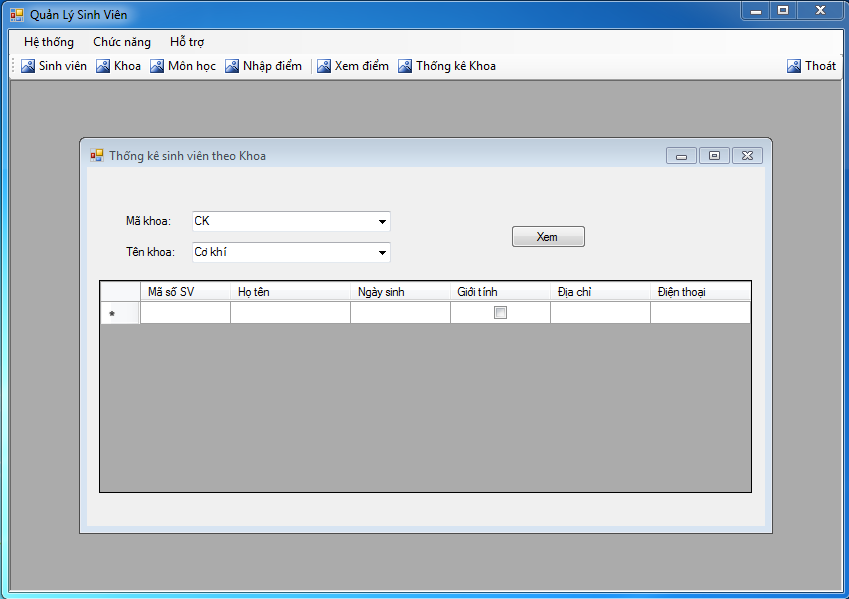 Quản Lý Sinh Viên
Hệ thống Chức năng Hỗ trợ
Sinh viên Khoa Môn học Nhập điểm Xem điểm Thống kê Khoa Thoát
Thống kê sinh viên theo Khoa
Mã khoa: CK
Xem
Tên khoa: Cơ khí
Mã số SV Họ tên Ngày sinh Giới tính Địa chỉ Điện thoại